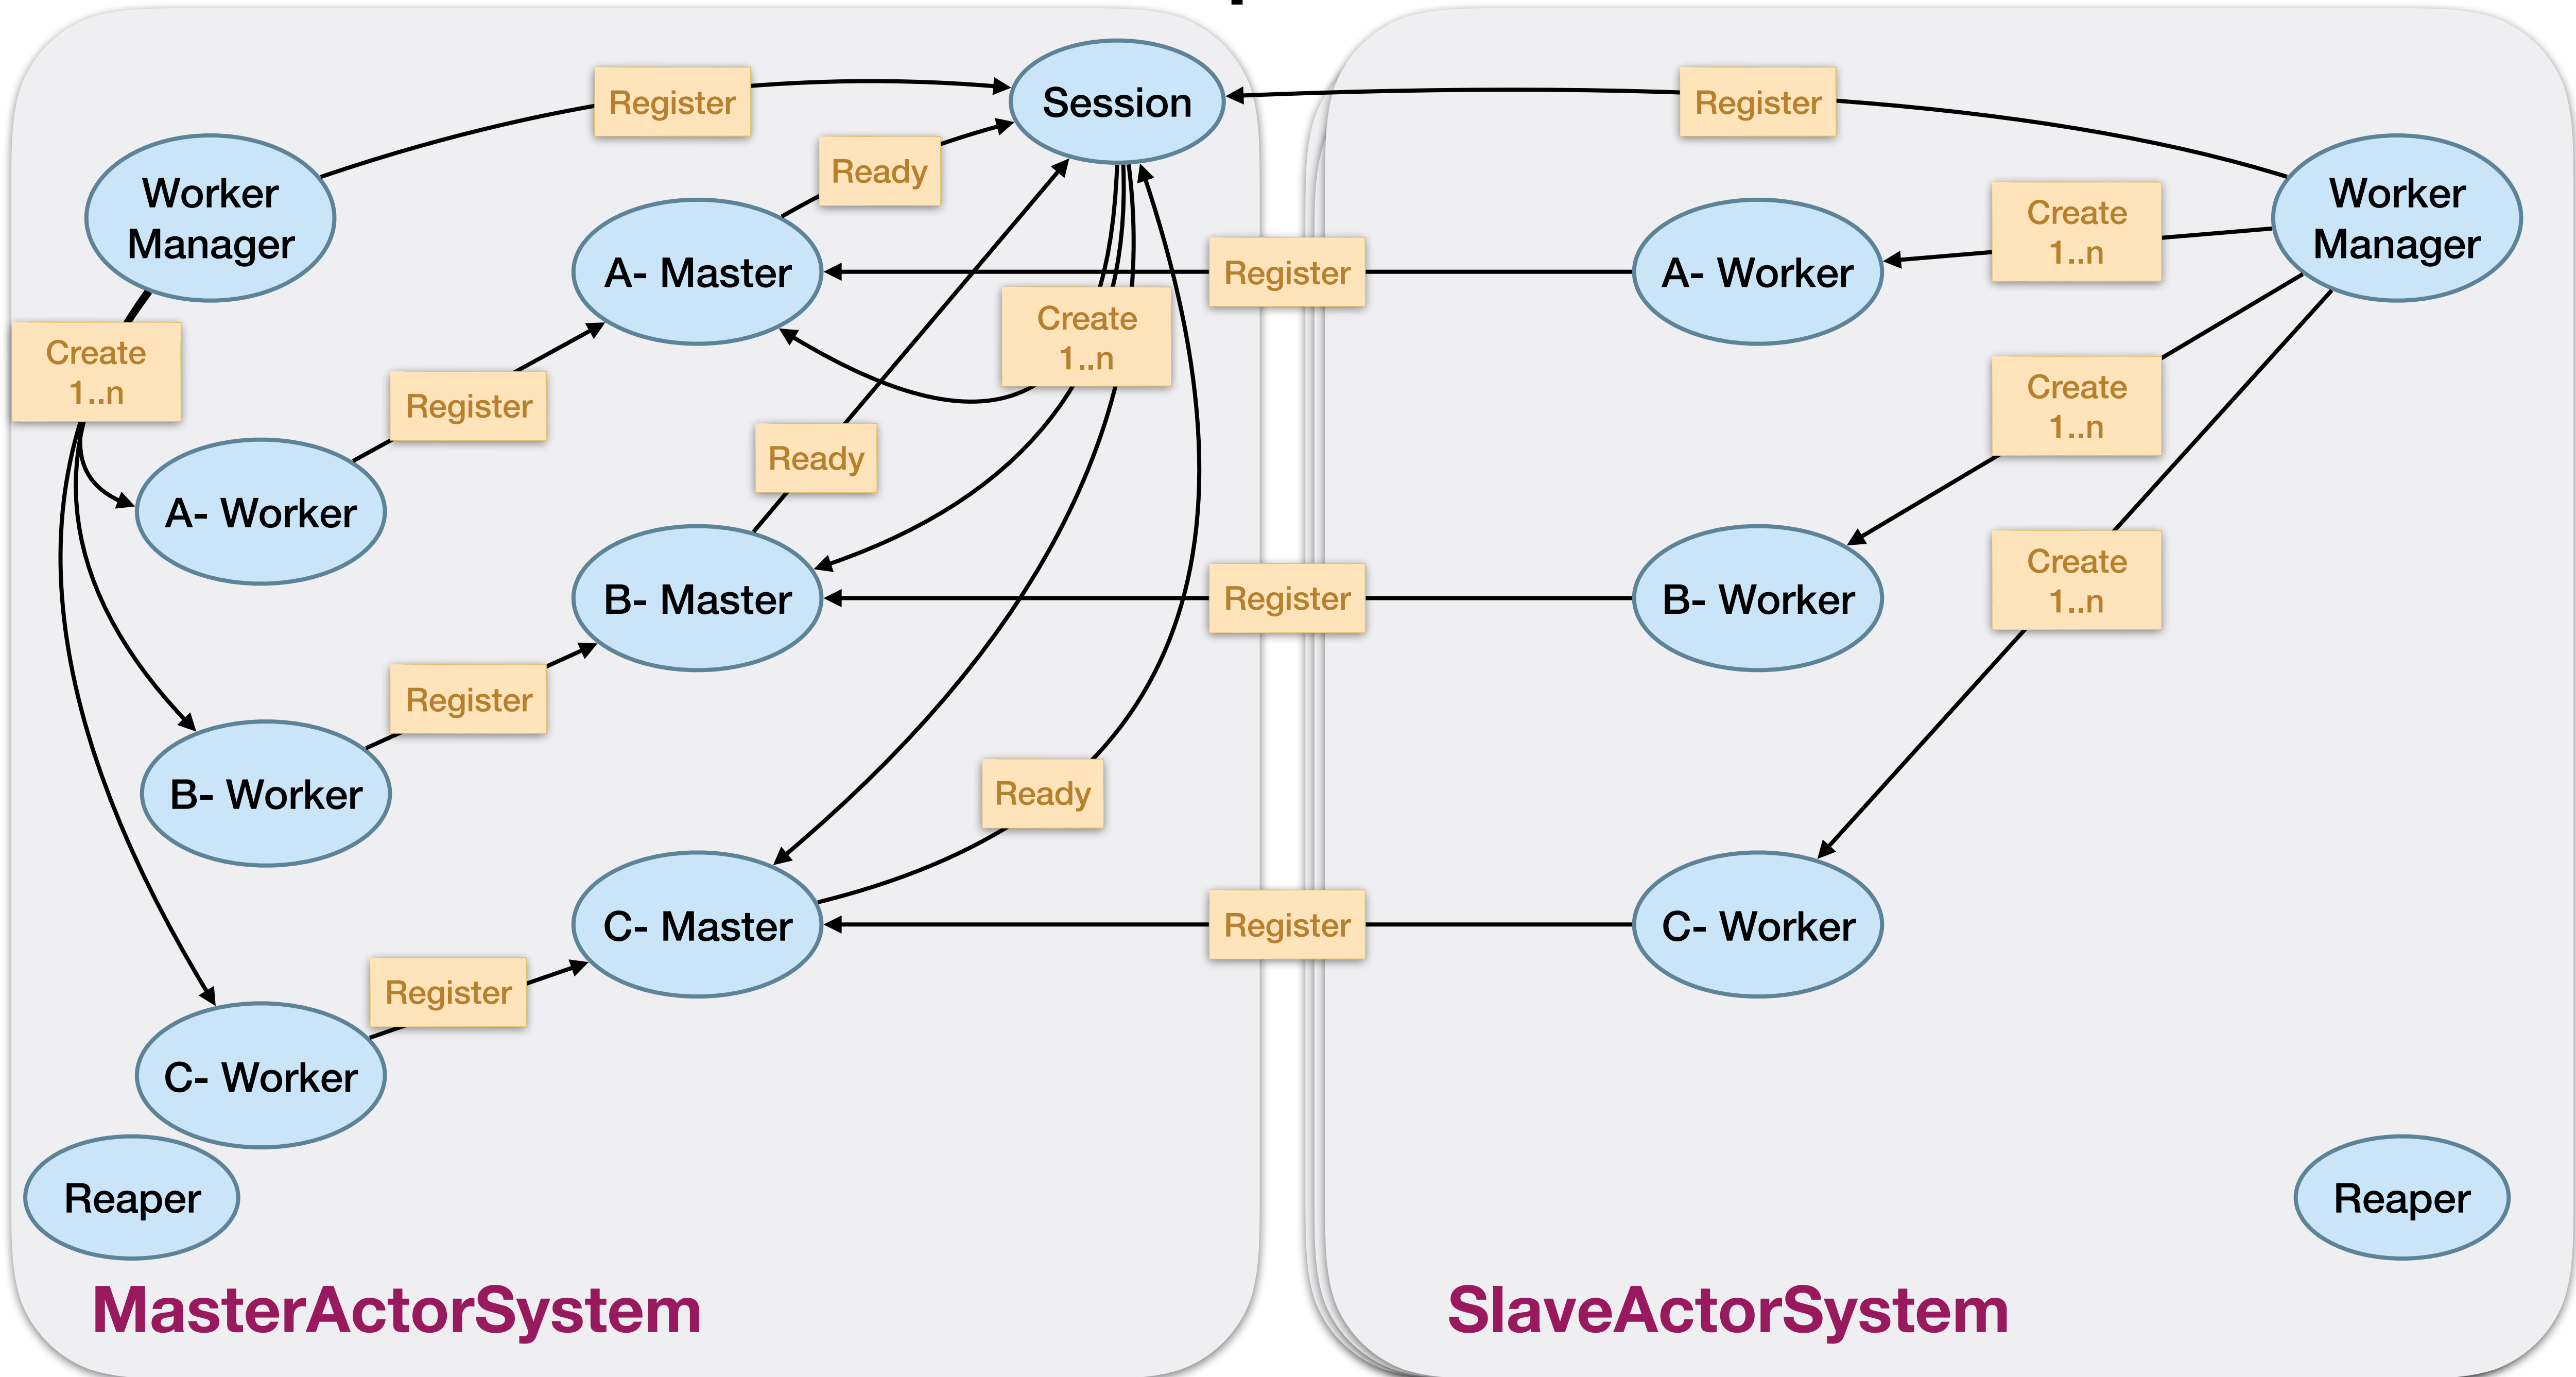 Register
Session
Register
Worker
Manager
Ready
A- Master
Register
A- Worker
Create
1..n
Worker
Manager
Create
1..n
Create
1..n
Register
Ready
Create
1..n
A- Worker
B- Master
Register
B- Worker
Create
1..n
Register
B- Worker
Ready
C- Master
Register
C- Worker
Register
C- Worker
Reaper
Reaper
MasterActorSystem
SlaveActorSystem